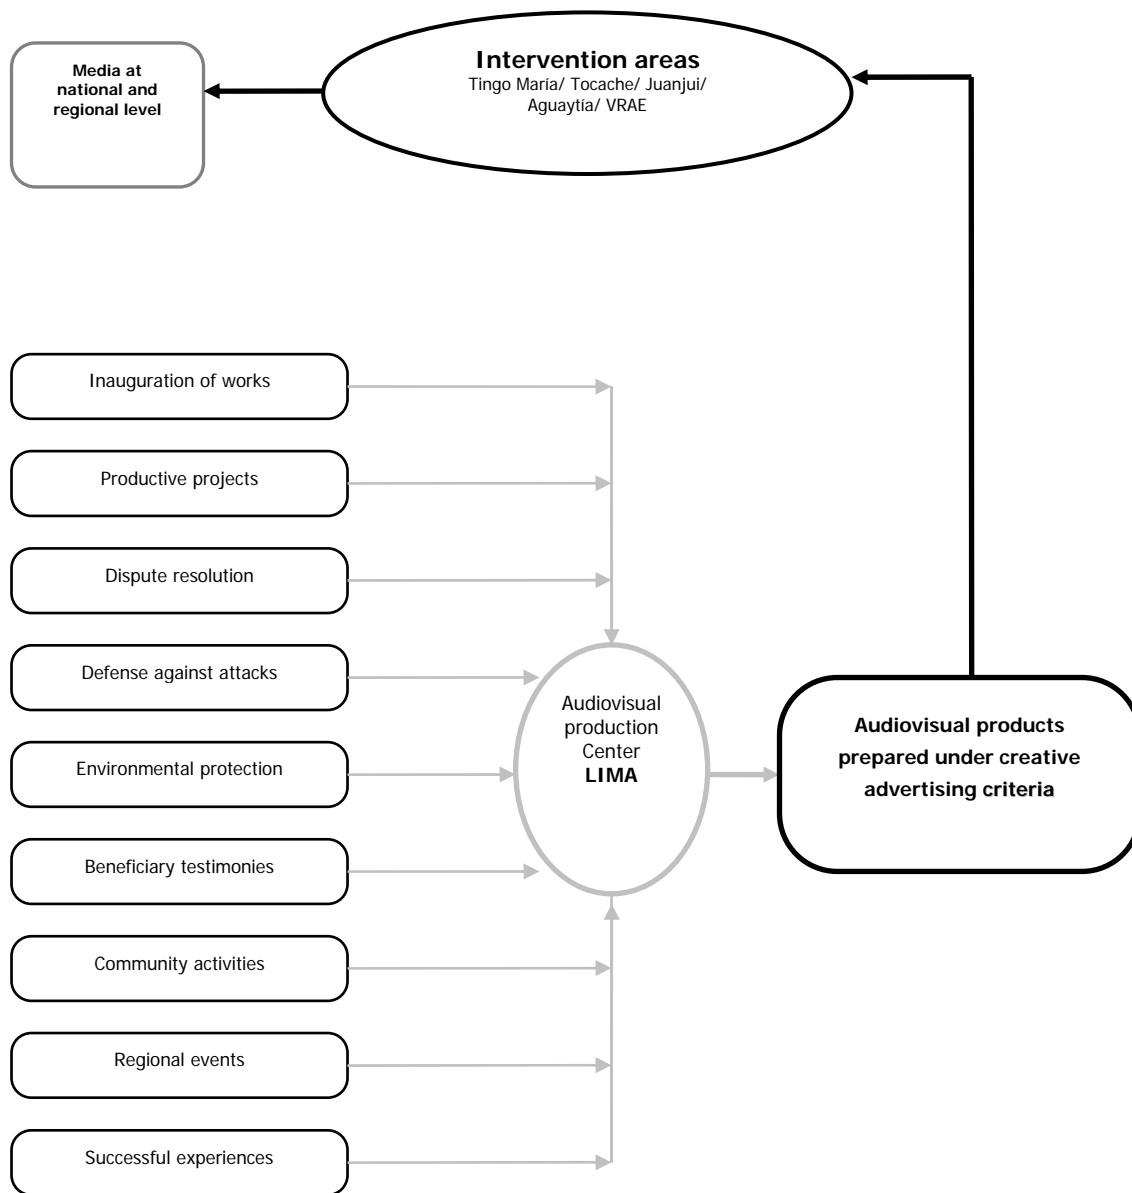 Media at
national and
regional level
Intervention areas
Tingo María/ Tocache/ Juanjui/
Aguaytía/ VRAE
Inauguration of works
Productive projects
Dispute resolution
Defense against attacks
Environmental protection
Beneficiary testimonies
Community activities
Regional events
Successful experiences
Audiovisual
production
Center
LIMA
Audiovisual products
prepared under creative
advertising criteria